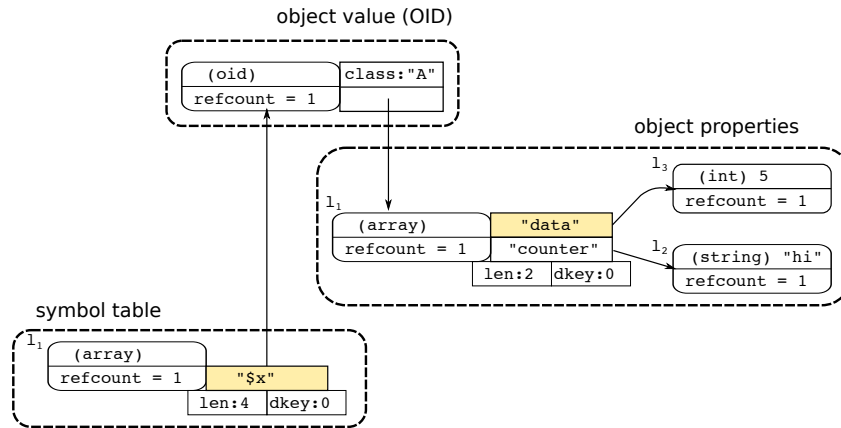 object value (OID)
(oid)
class:"A"
refcount = 1
object properties
l3
(int) 5
refcount = 1
l1
(array)
"data"
refcount = 1
"counter"
l2
(string) "hi"
refcount = 1
len:2
dkey:0
symbol table
l1
(array)
refcount = 1
"$x"
len:4
dkey:0